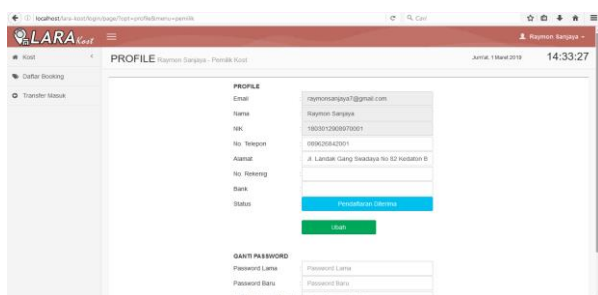 localhost/lara-kost/login/page/?opt=profile&menu=pemilik
Cari
LARA Kost
Raymon Sanjaya
Kost
Daftar Booking
Transfer Masuk
PROFILE Raymon Sanjaya - Pemilik Kost
Jum'at, 1 Maret 2019
14:33:27
PROFILE
Email raymonsanjaya7@gmail.com
Nama Raymon Sanjaya
NIK 1803012908970001
No. Telepon 089626842001
Alamat Jl. Landak Gang Swadaya No 82 Kedaton B
No. Rekening
Bank
Status Pendaftaran Diterima
Ubah
GANTI PASSWORD
Password Lama Password Lama
Password Baru Password Baru